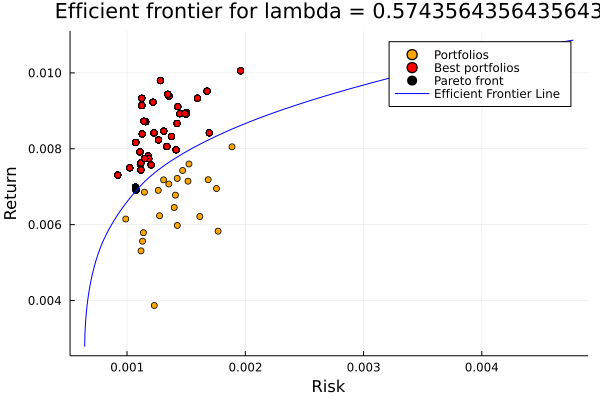 Efficient frontier for lambda = 0.5743564356435643
Portfolios
Best portfolios
Pareto front
Efficient Frontier Line
Return
0.010
0.008
0.006
0.004
0.001
0.002
0.003
0.004
Risk